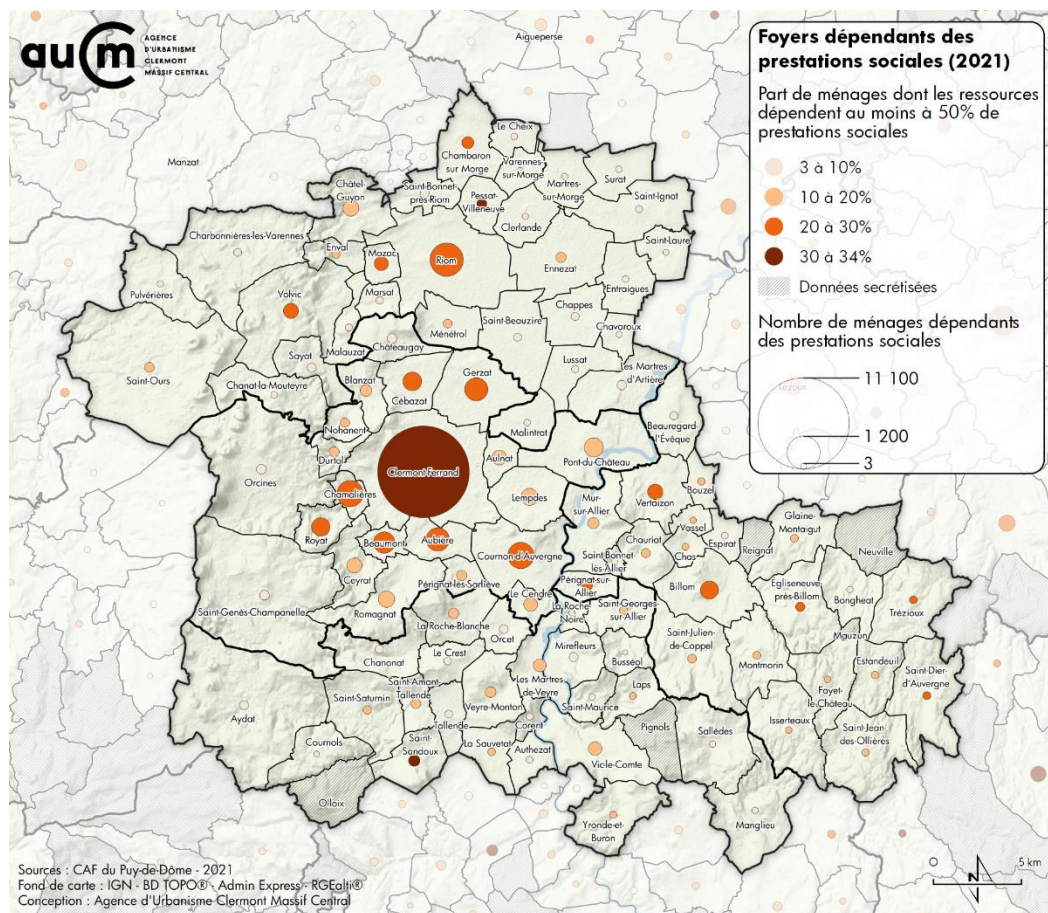 auCm
AGENCE
D'URBANISME
CLERMONT
MASSIF CENTRAL
Foyers dépendants des
prestations sociales (2021)
Part de ménages dont les ressources
dépendent au moins à 50% de
prestations sociales
3 à 10%
10 à 20%
20 à 30%
30 à 34%
Données secrétisées
Nombre de ménages dépendants
des prestations sociales
Lezoux
11 100
1 200
3
Aigueperse
Manzat
Le Cheix
Chambaron
sur Morge
Varennes-
sur-Morge
Martres-
sur-Morge
Surat
Saint-Ignat
Châtel-
Guyon
Saint-Bonnet-
près-Riom
Pessat-
Villeneuve
Clerlande
Saint-Laure
Charbonnières-les-Varennes
Enval
Mozac
Riom
Ennezat
Entraigues
Pulvérières
Volvic
Marsat
Chappes
Chavaroux
Ménétrol
Saint-Beauzire
Malauzat
Châteaugay
Sayat
Lussat
Les Martres-
d'Artière
Saint-Ours
Chanat-la-Mouteyre
Blanzat
Cébazat
Gerzat
Malintrat
Beauregard
l'Evêque
Nohanent
Durtol
Orcines
Clermont-Ferrand
Aulnat
Pont-du-Château
Chamalières
Lempdes
Mur-
sur-Allier
Vertaizon
Bouzel
Vassel
Espirat
Reignat
Glaine-
Montaigut
Neuville
Royat
Beaumont
Aubière
Cournon-d'Auvergne
Chauriat
Chas
Saint-Bonnet-
lès-Allier
Ceyrat
Pérignat-lès-Sarliève
Pérignat-sur-
Allier
Billom
Egliseneuve
près-Billom
Bongheat
Trézioux
Saint-Genès-Champanelle
Romagnat
Le Cendre
La Roche
Noire
Saint-Georges-
sur-Allier
La Roche-Blanche
Orcet
Mirefleurs
Saint-Julien-
de-Coppel
Mauzun
Estandeuil
Saint-Dier-
d'Auvergne
Chanonat
Le Crest
Busséol
Montmorin
Fayet-
le-Château
Saint-Amant-
Tallende
Les Martres
de-Veyre
Saint-Saturnin
Veyre-Monton
Laps
Saint-Maurice
Isserteaux
Saint-Jean
des-Ollières
Aydat
Tallende
Corent
Pignols
Sallèdes
Cournols
Saint-
Sandoux
La Sauvetat
Authezat
Vic-le-Comte
Olloix
Yronde-et-
Buron
Manglieu
Sources : CAF du Puy-de-Dôme - 2021
Fond de carte : IGN - BD TOPO® - Admin Express - RGEalti®
Conception : Agence d'Urbanisme Clermont Massif Central
0
N
5 km